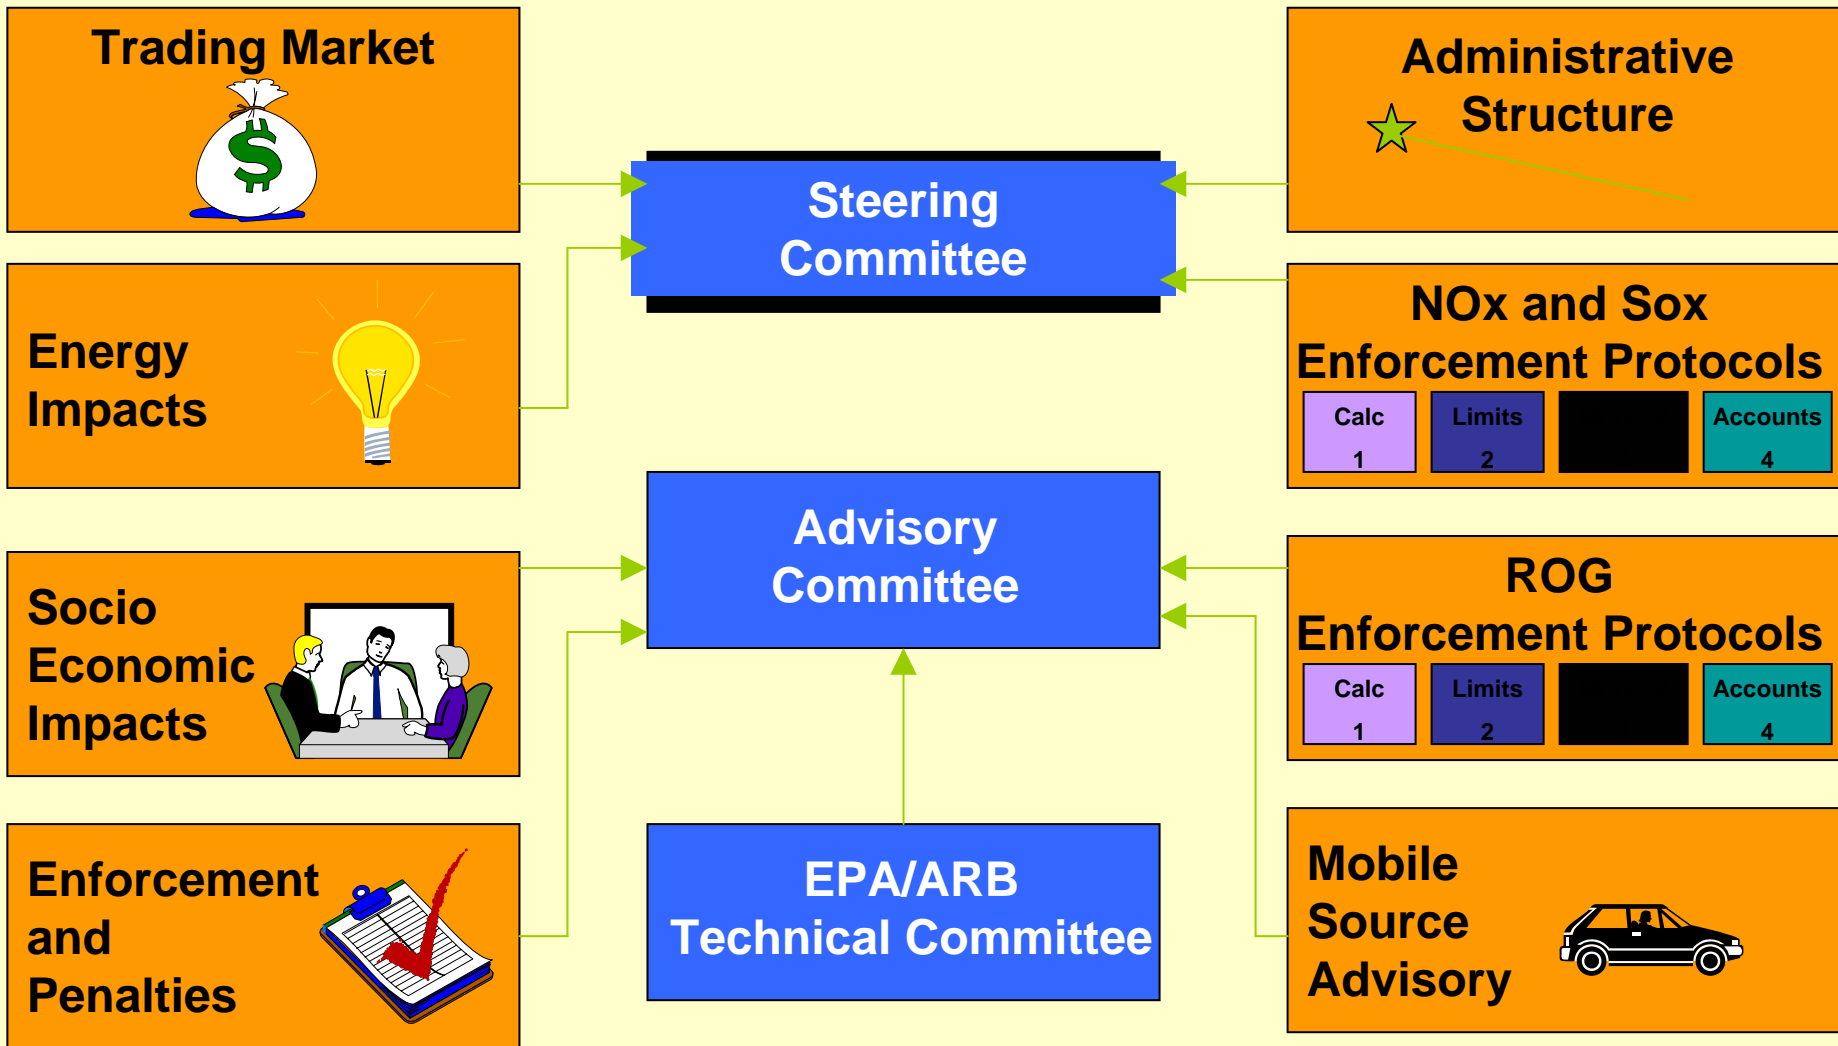 Trading Market
$
Energy
Impacts
Socio
Economic
Impacts
Enforcement
and
Penalties
Steering
Committee
Advisory
Committee
EPA/ARB
Technical Committee
Administrative
Structure
NOx and Sox
Enforcement Protocols
Calc
1
Limits
2
Accounts
4
ROG
Enforcement Protocols
Calc
1
Limits
2
Accounts
4
Mobile
Source
Advisory